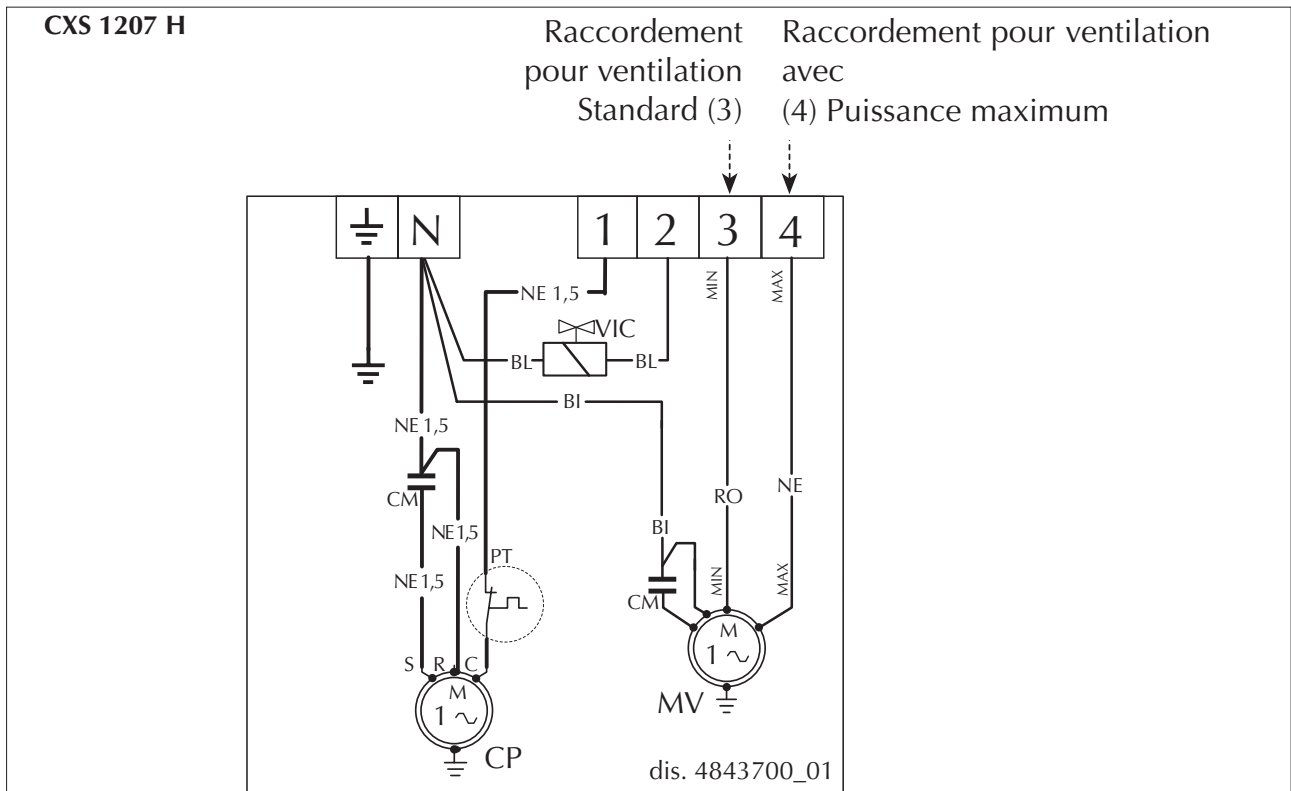 CXS 1207 H
Raccordement
pour ventilation
Standard (3)
Raccordement pour ventilation
avec
(4) Puissance maximum
N
1
2
3
4
NE 1,5
MIN
MAX
VIC
BL
BL
BI
NE 1,5
CM
RO
NE
NE1,5
BI
PT
NE1,5
CM
MIN
MAX
S
R
C
M
1
M
1
MV
CP
dis. 4843700_01